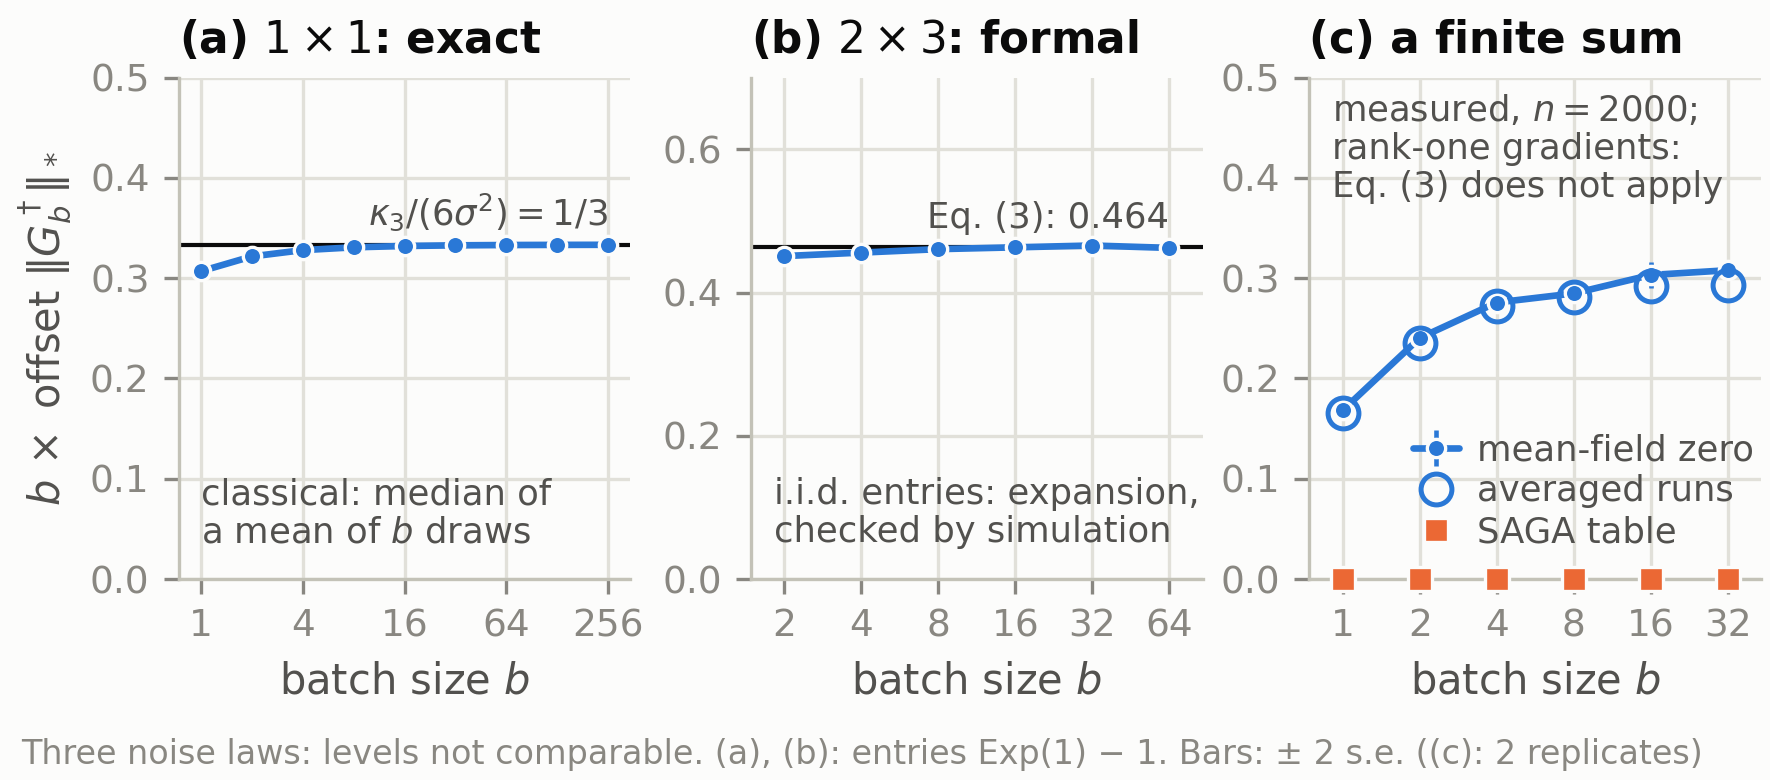 (a) 1 × 1: exact
b × offset ‖G_b^†‖_*
0.5
0.4
0.3
0.2
0.1
0.0
κ₃/(6σ²) = 1/3
classical: median of
a mean of b draws
1 4 16 64 256
batch size b
(b) 2 × 3: formal
0.6
0.4
0.2
0.0
Eq. (3): 0.464
i.i.d. entries: expansion,
checked by simulation
2 4 8 16 32 64
batch size b
(c) a finite sum
0.5
0.4
0.3
0.2
0.1
0.0
measured, n = 2000;
rank-one gradients:
Eq. (3) does not apply
mean-field zero
averaged runs
SAGA table
1 2 4 8 16 32
batch size b
Three noise laws: levels not comparable. (a), (b): entries Exp(1) − 1. Bars: ± 2 s.e. ((c): 2 replicates)